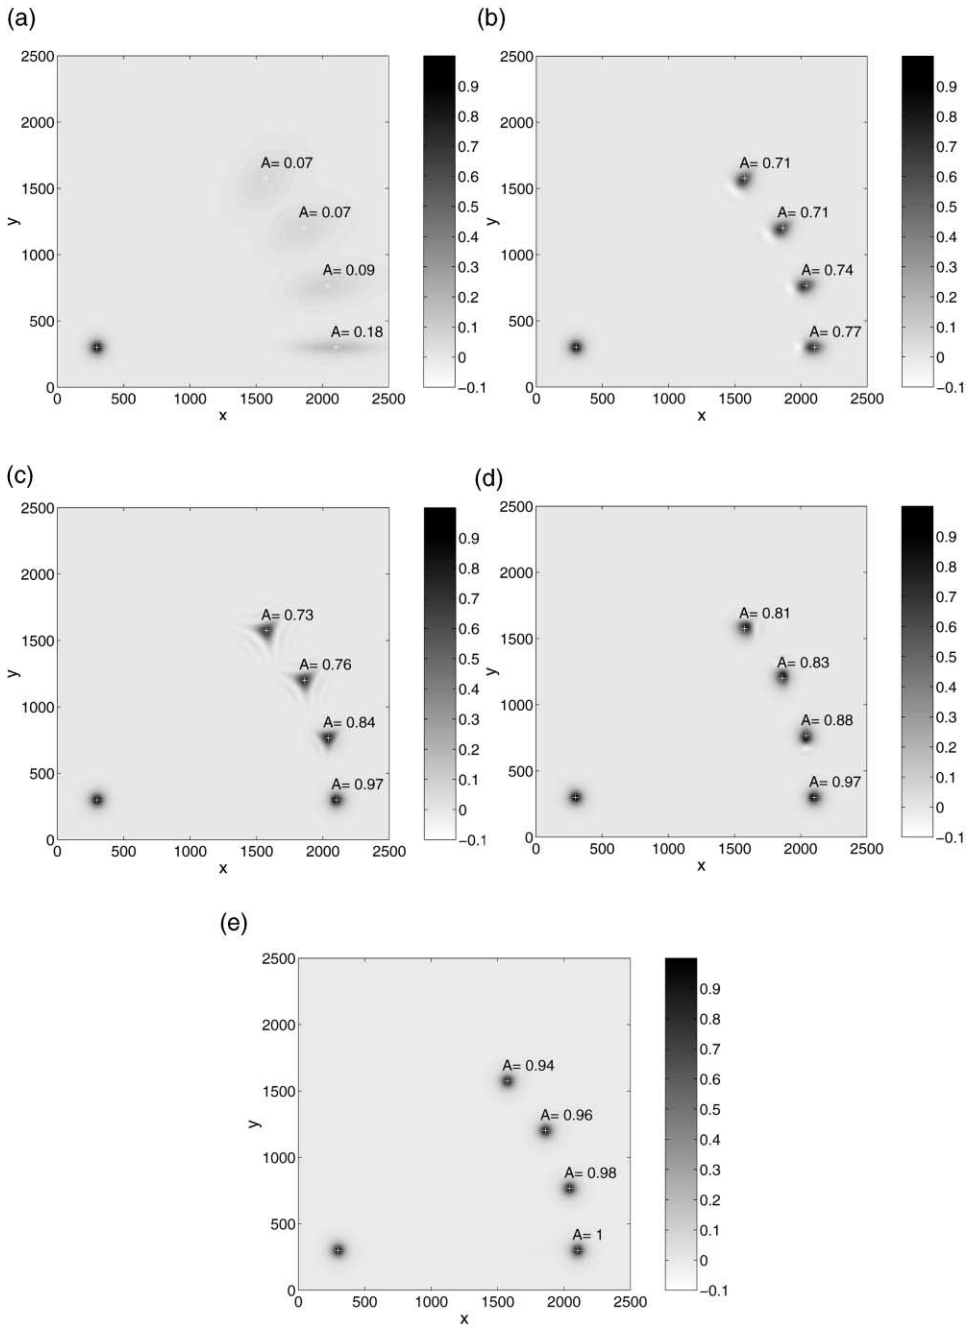 (a)
(b)
2500
2000
1500
1000
500
0
0 500 1000 1500 2000 2500
x
y
A= 0.07
A= 0.07
A= 0.09
A= 0.18
0.9
0.8
0.7
0.6
0.5
0.4
0.3
0.2
0.1
0
−0.1
2500
2000
1500
1000
500
0
0 500 1000 1500 2000 2500
x
y
A= 0.71
A= 0.71
A= 0.74
A= 0.77
0.9
0.8
0.7
0.6
0.5
0.4
0.3
0.2
0.1
0
−0.1
(c)
(d)
2500
2000
1500
1000
500
0
0 500 1000 1500 2000 2500
x
y
A= 0.73
A= 0.76
A= 0.84
A= 0.97
0.9
0.8
0.7
0.6
0.5
0.4
0.3
0.2
0.1
0
−0.1
2500
2000
1500
1000
500
0
0 500 1000 1500 2000 2500
x
y
A= 0.81
A= 0.83
A= 0.88
A= 0.97
0.9
0.8
0.7
0.6
0.5
0.4
0.3
0.2
0.1
0
−0.1
(e)
2500
2000
1500
1000
500
0
0 500 1000 1500 2000 2500
x
y
A= 0.94
A= 0.96
A= 0.98
A= 1
0.9
0.8
0.7
0.6
0.5
0.4
0.3
0.2
0.1
0
−0.1